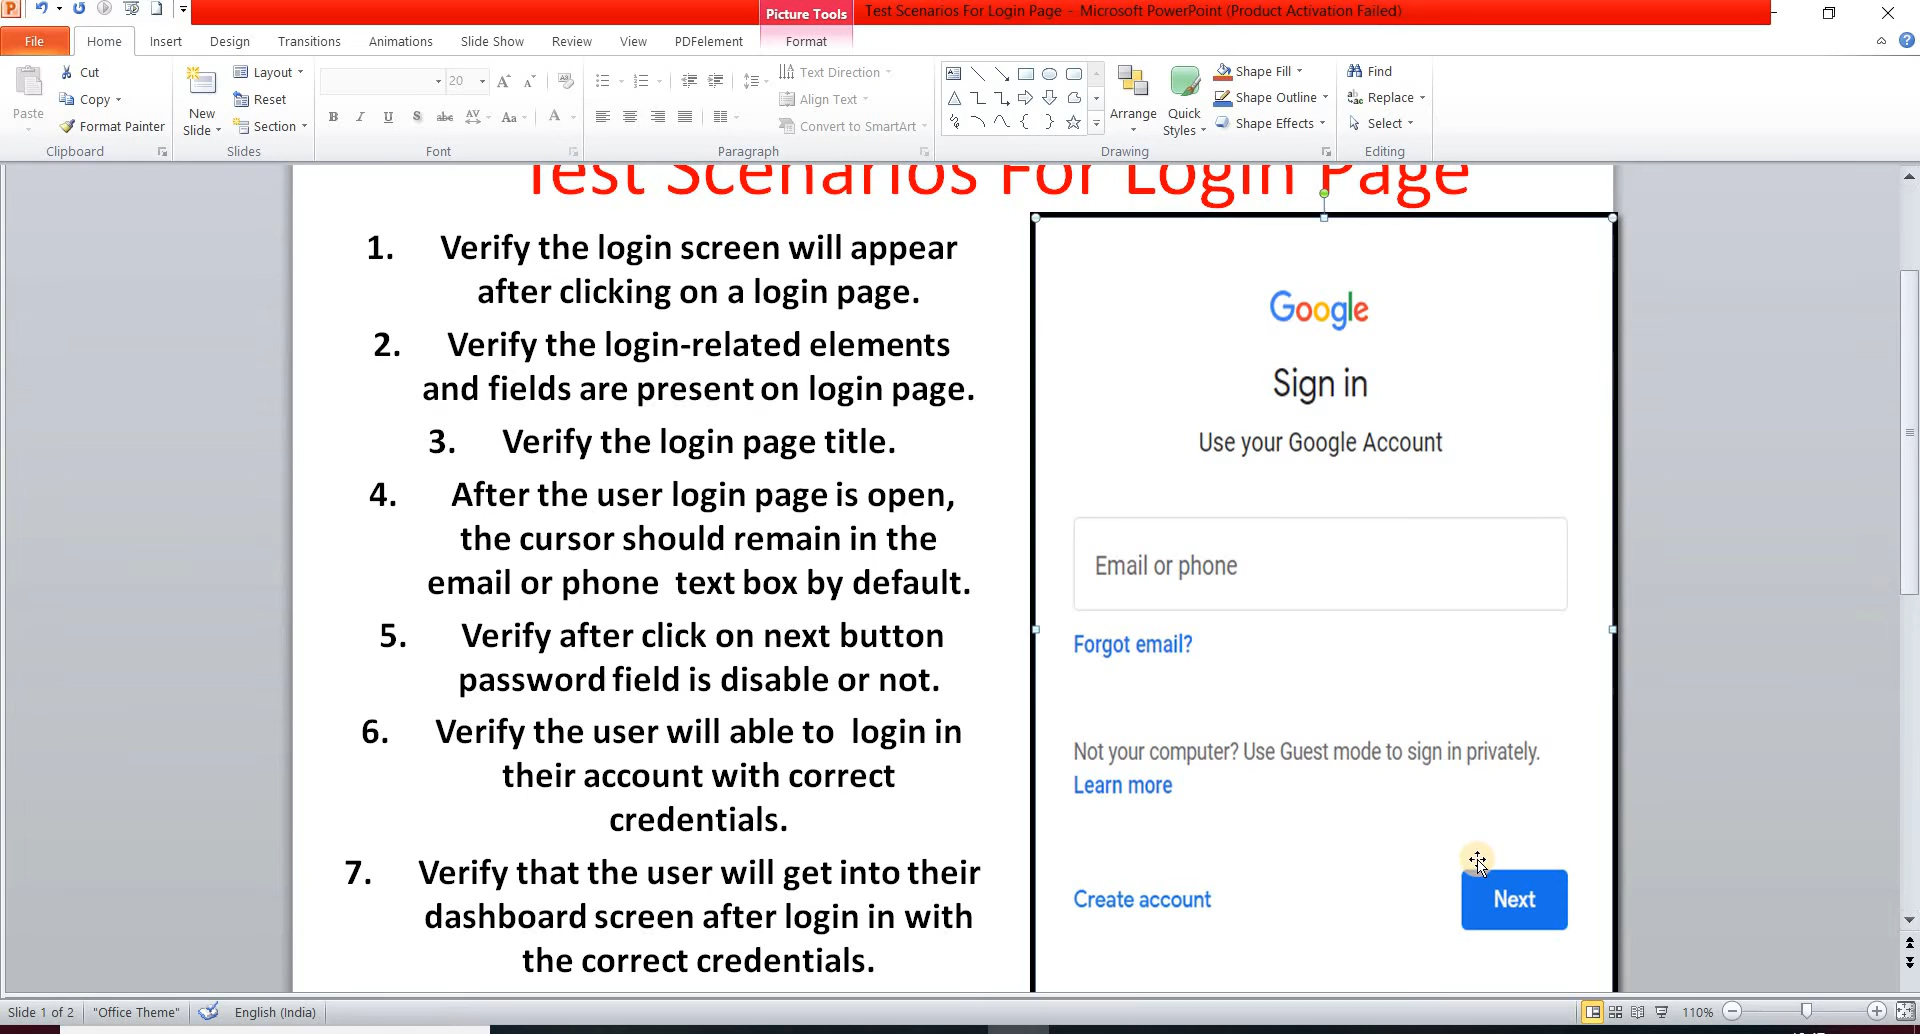 Picture Tools
Test Scenarios For Login Page - Microsoft PowerPoint (Product Activation Failed)
File Home Insert Design Transitions Animations Slide Show Review View PDFelement Format
Paste
Cut
Copy
Format Painter
Clipboard
New
Slide
Layout
Reset
Section
Slides
20
B I U S abc AV Aa A
Font
Text Direction
Align Text
Convert to SmartArt
Paragraph
Arrange
Quick
Styles
Shape Fill
Shape Outline
Shape Effects
Drawing
Find
Replace
Select
Editing
Test Scenarios For Login Page
1. Verify the login screen will appear
after clicking on a login page.
2. Verify the login-related elements
and fields are present on login page.
3. Verify the login page title.
4. After the user login page is open,
the cursor should remain in the
email or phone text box by default.
5. Verify after click on next button
password field is disable or not.
6. Verify the user will able to login in
their account with correct
credentials.
7. Verify that the user will get into their
dashboard screen after login in with
the correct credentials.
Google
Sign in
Use your Google Account
Email or phone
Forgot email?
Not your computer? Use Guest mode to sign in privately.
Learn more
Create account
Next
Slide 1 of 2 "Office Theme" English (India) 110%